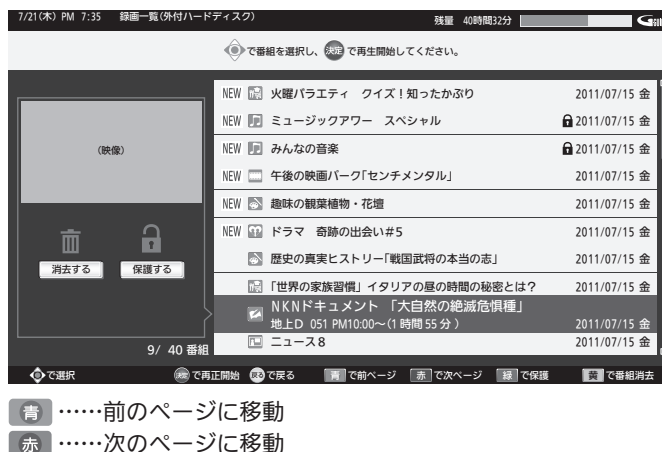 7/21(木) PM 7:35 録画一覧(外付ハードディスク) 残量 40時間32分
で番組を選択し、決定 で再生開始してください。
NEW 火曜バラエティ クイズ!知ったかぶり 2011/07/15 金
NEW ミュージックアワー スペシャル 2011/07/15 金
(映像)
NEW みんなの音楽 2011/07/15 金
NEW 午後の映画パーク「センチメンタル」 2011/07/15 金
NEW 趣味の観葉植物・花壇 2011/07/15 金
NEW ドラマ 奇跡の出会い#5 2011/07/15 金
消去する 保護する
歴史の真実ヒストリー「戦国武将の本当の志」 2011/07/15 金
「世界の家族習慣」イタリアの昼の時間の秘密とは? 2011/07/15 金
NKNドキュメント 「大自然の絶滅危惧種」
地上D 051 PM10:00〜(1時間55分) 2011/07/15 金
9/ 40番組
ニュース8 2011/07/15 金
で選択 決定 で再正開始 戻る で戻る 青 で前ページ 赤 で次ページ 緑 で保護 黄 で番組消去
青 ……前のページに移動
赤 ……次のページに移動